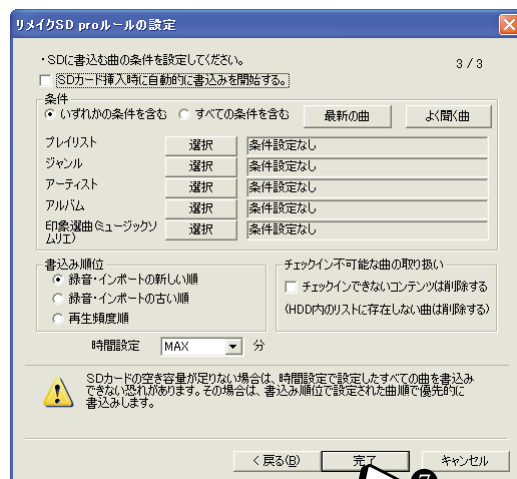 リメイクSD proルールの設定
・SDに書込む曲の条件を設定してください。
3 / 3
SDカード挿入時に自動的に書込みを開始する。
条件
いずれかの条件を含む すべての条件を含む 最新の曲 よく聞く曲
プレイリスト 選択 条件設定なし
ジャンル 選択 条件設定なし
アーティスト 選択 条件設定なし
アルバム 選択 条件設定なし
印象選曲(ミュージックソ
ムリエ) 選択 条件設定なし
書込み順位
録音・インポートの新しい順
録音・インポートの古い順
再生頻度順
チェックイン不可能な曲の取り扱い
チェックインできないコンテンツは削除する
(HDD内のリストに存在しない曲は削除する)
時間設定 MAX 分
SDカードの空き容量が足りない場合は、時間設定で設定したすべての曲を書込み
できない恐れがあります。その場合は、書込み順位で設定された曲順で優先的に
書込みします。
< 戻る(B) 完了 キャンセル
❼